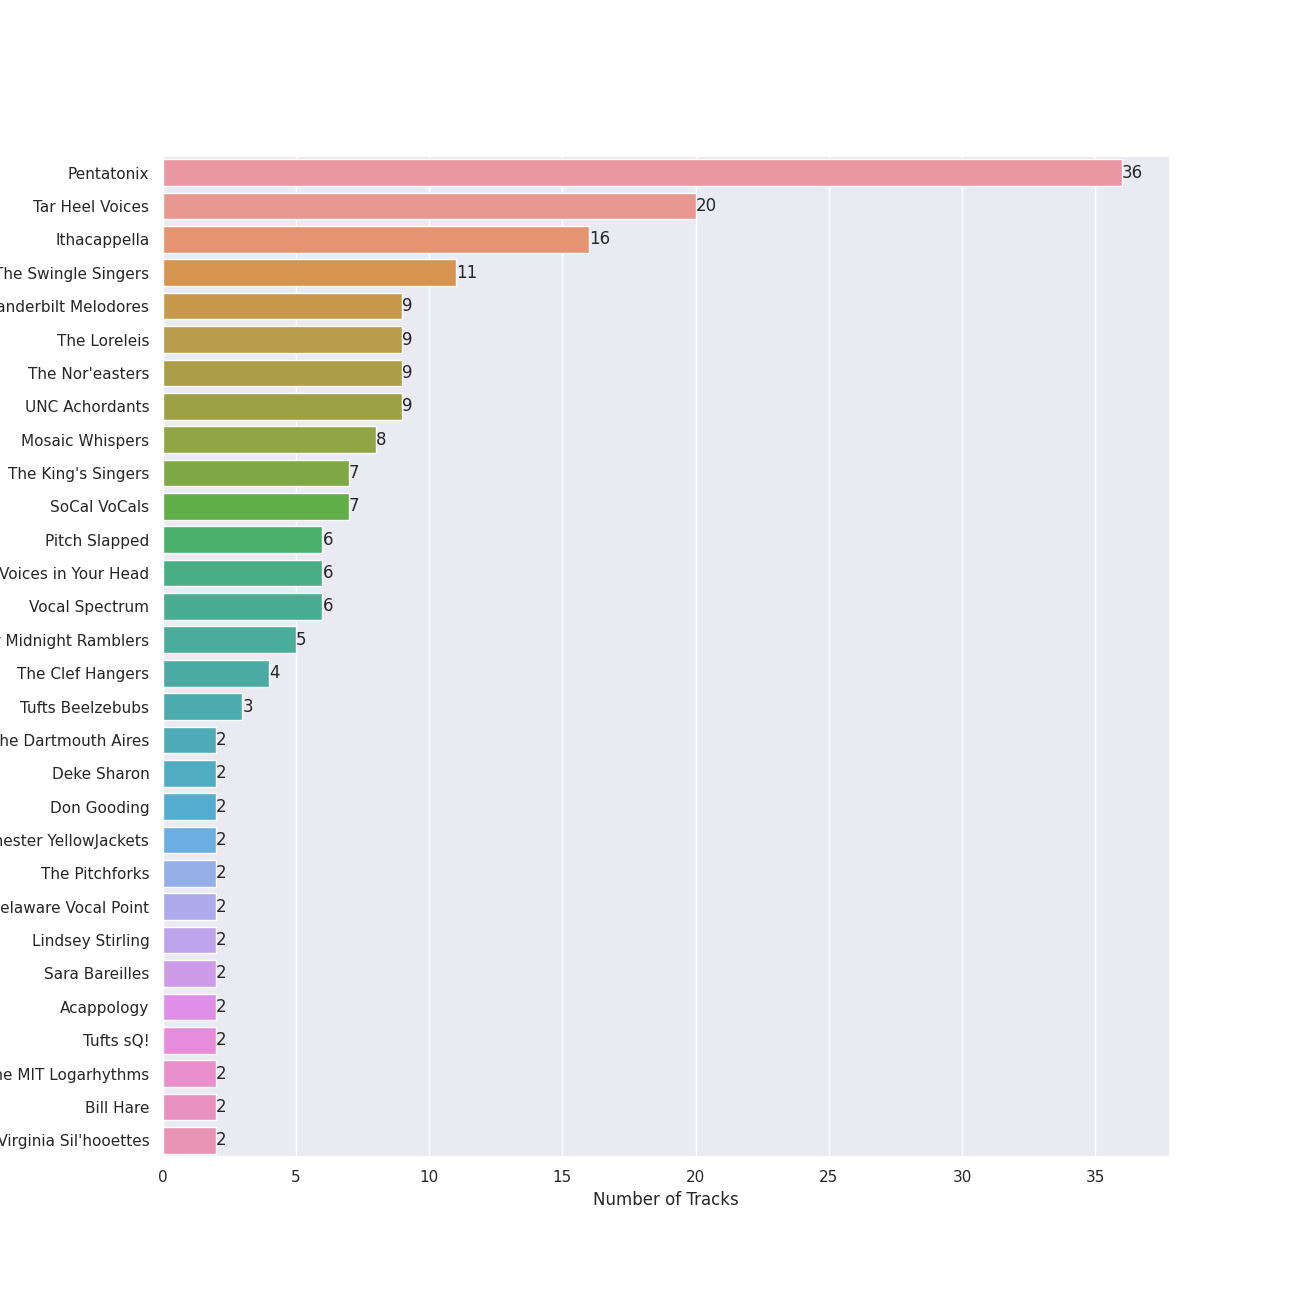 Pentatonix 36
Tar Heel Voices 20
Ithacappella 16
The Swingle Singers 11
anderbilt Melodores 9
The Loreleis 9
The Nor'easters 9
UNC Achordants 9
Mosaic Whispers 8
The King's Singers 7
SoCal VoCals 7
Pitch Slapped 6
Voices in Your Head 6
Vocal Spectrum 6
Midnight Ramblers 5
The Clef Hangers 4
Tufts Beelzebubs 3
he Dartmouth Aires 2
Deke Sharon 2
Don Gooding 2
hester YellowJackets 2
The Pitchforks 2
elaware Vocal Point 2
Lindsey Stirling 2
Sara Bareilles 2
Acappology 2
Tufts sQ! 2
he MIT Logarhythms 2
Bill Hare 2
Virginia Sil'hooettes 2
0 5 10 15 20 25 30 35
Number of Tracks